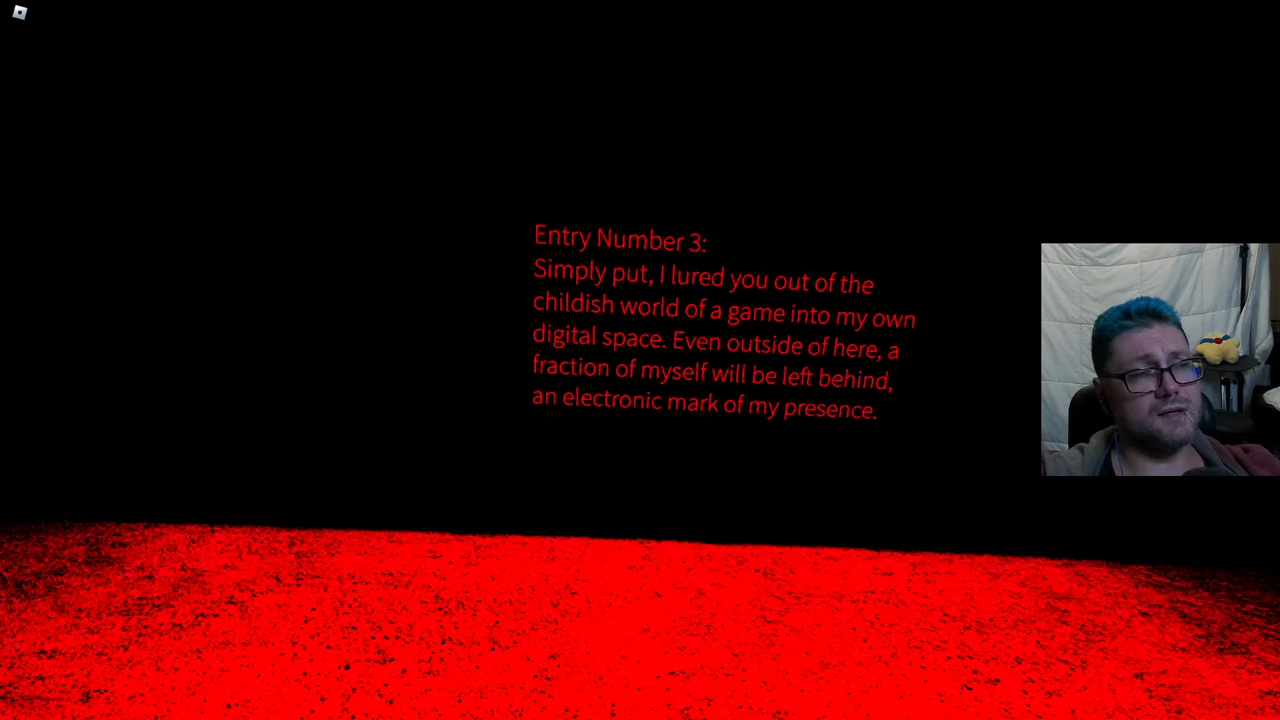 Entry Number 3:
Simply put, I lured you out of the
childish world of a game into my own
digital space. Even outside of here, a
fraction of myself will be left behind,
an electronic mark of my presence.